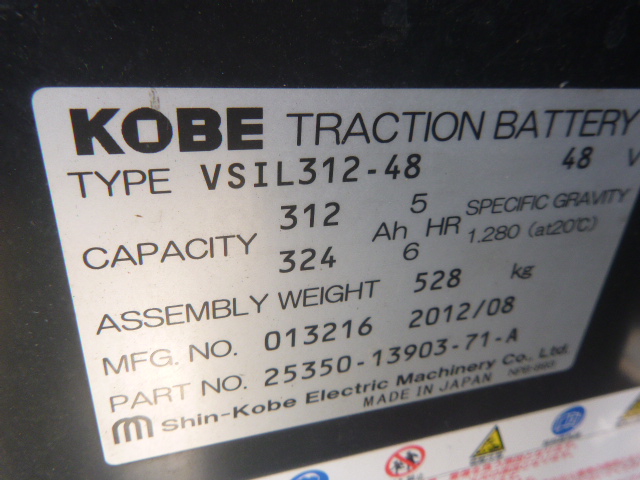 KOBE TRACTION BATTERY
TYPE VSIL312-48 48 V
CAPACITY 312 Ah 5 HR SPECIFIC GRAVITY
324 6 1.280 (at20℃)
ASSEMBLY WEIGHT 528 kg
MFG. NO. 013216 2012/08
PART NO. 25350-13903-71-A
Shin-Kobe Electric Machinery Co., Ltd.
MADE IN JAPAN